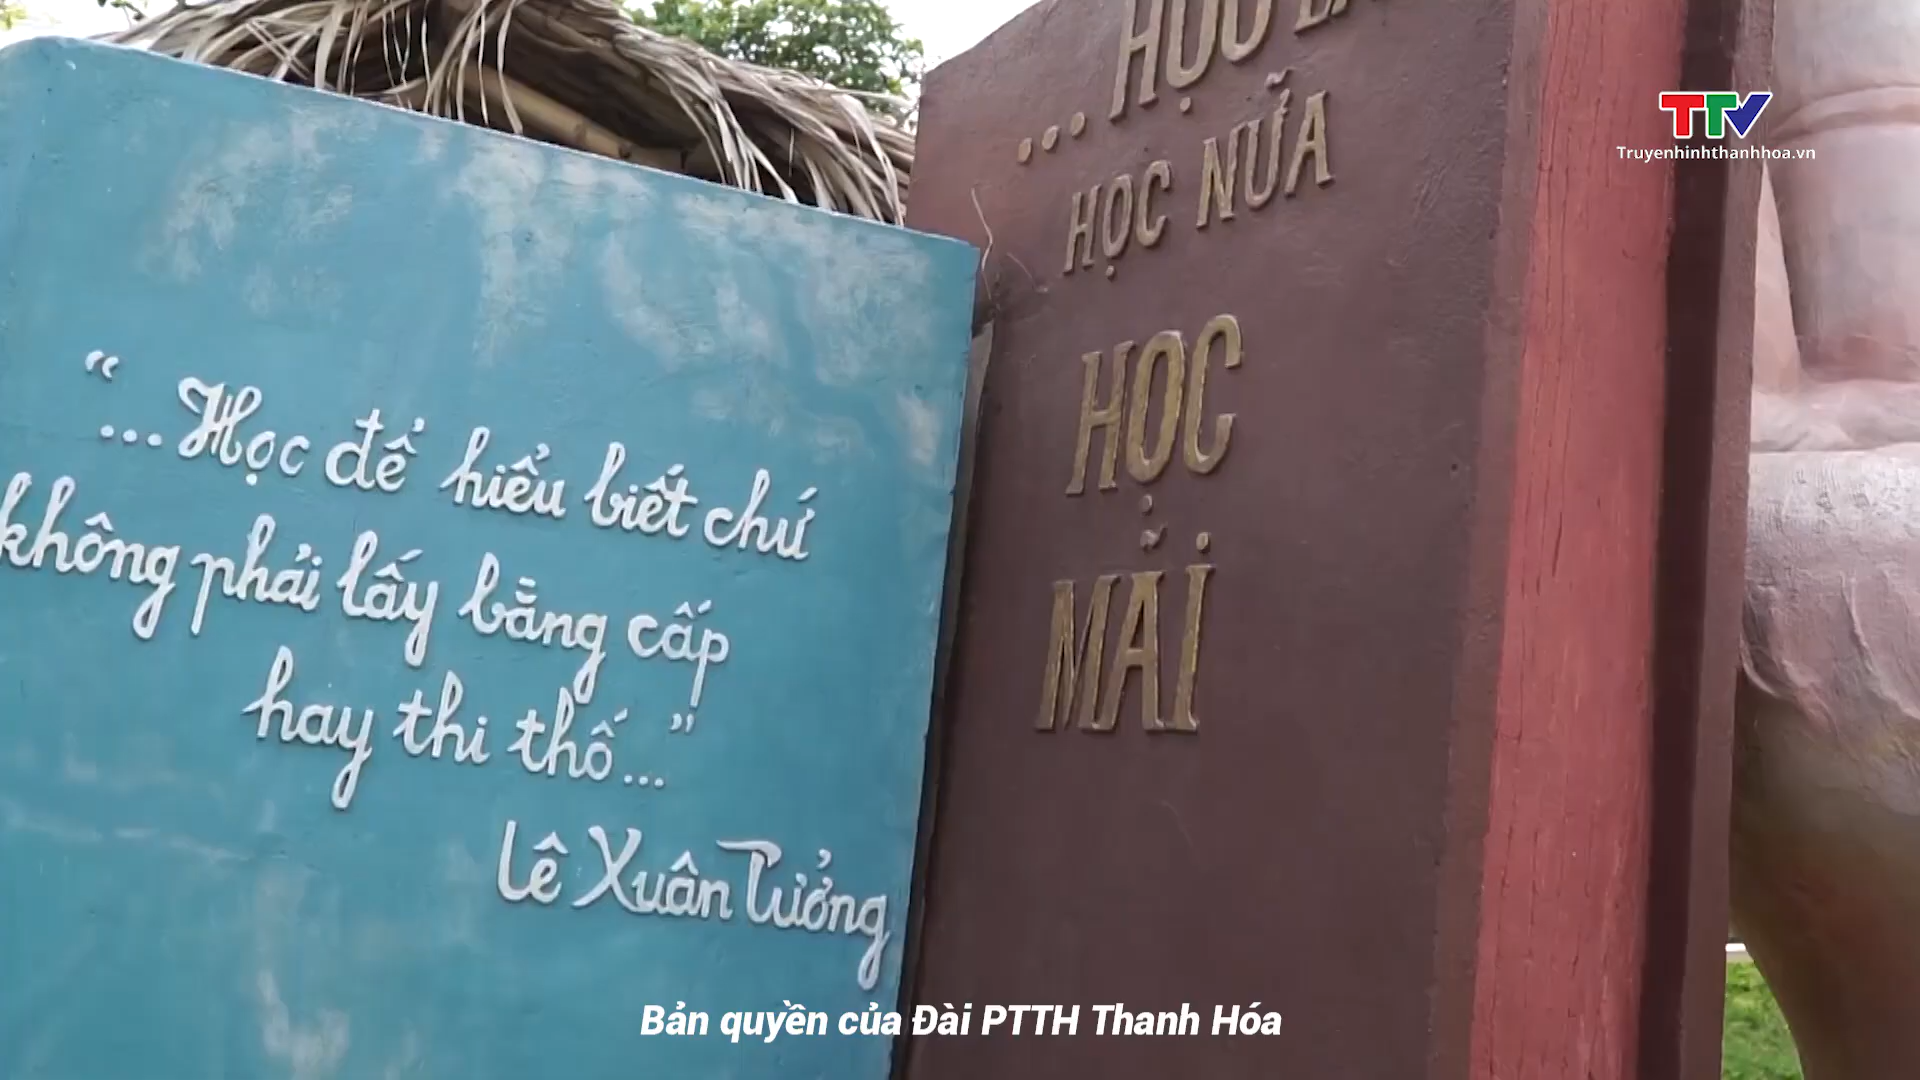 “ ...Học để hiểu biết chứ
không phải lấy bằng cấp
hay thi thố... ”
Lê Xuân Tưởng
... HỌC
HỌC NỮA
HỌC
MÃI
TTV
Truyenhinhthanhhoa.vn
Bản quyền của Đài PTTH Thanh Hóa